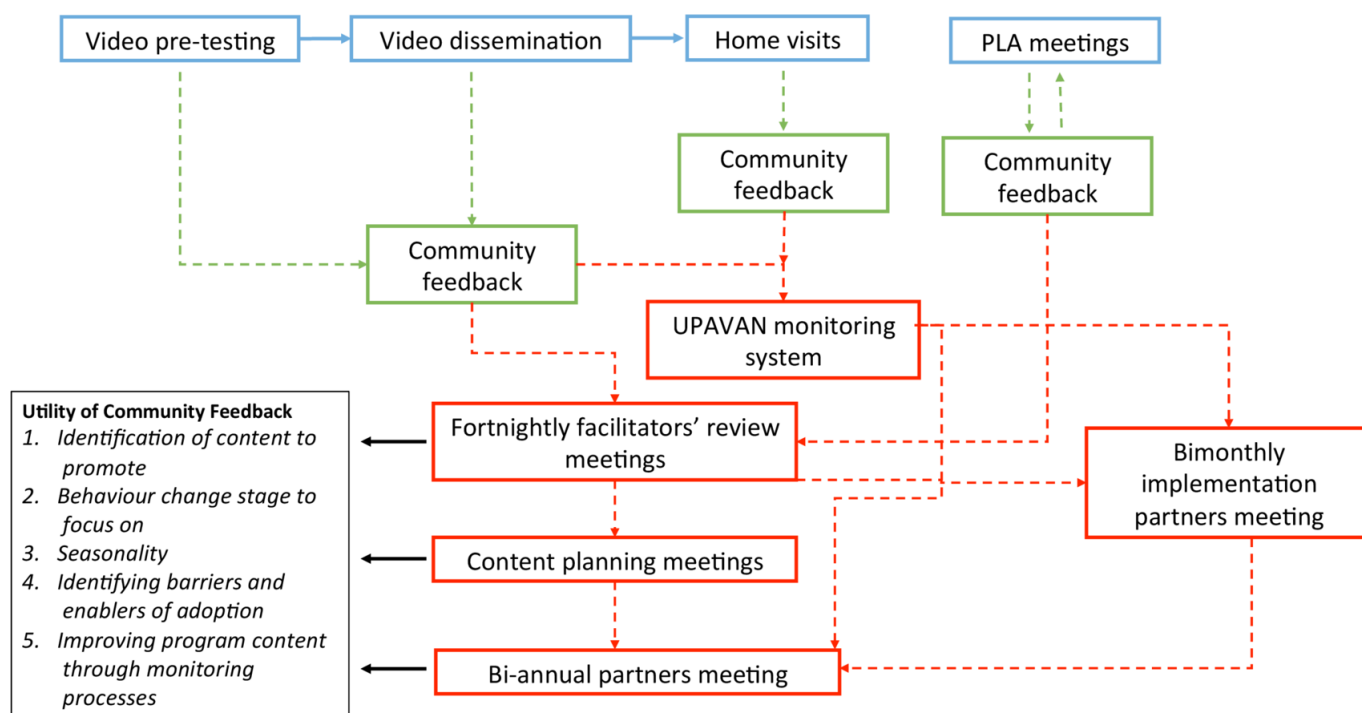 Video pre-testing
Video dissemination
Home visits
PLA meetings
Community
feedback
Community
feedback
Community
feedback
UPAVAN monitoring
system
Utility of Community Feedback
1. Identification of content to
promote
2. Behaviour change stage to
focus on
3. Seasonality
4. Identifying barriers and
enablers of adoption
5. Improving program content
through monitoring
processes
Fortnightly facilitators’ review
meetings
Bimonthly
implementation
partners meeting
Content planning meetings
Bi-annual partners meeting